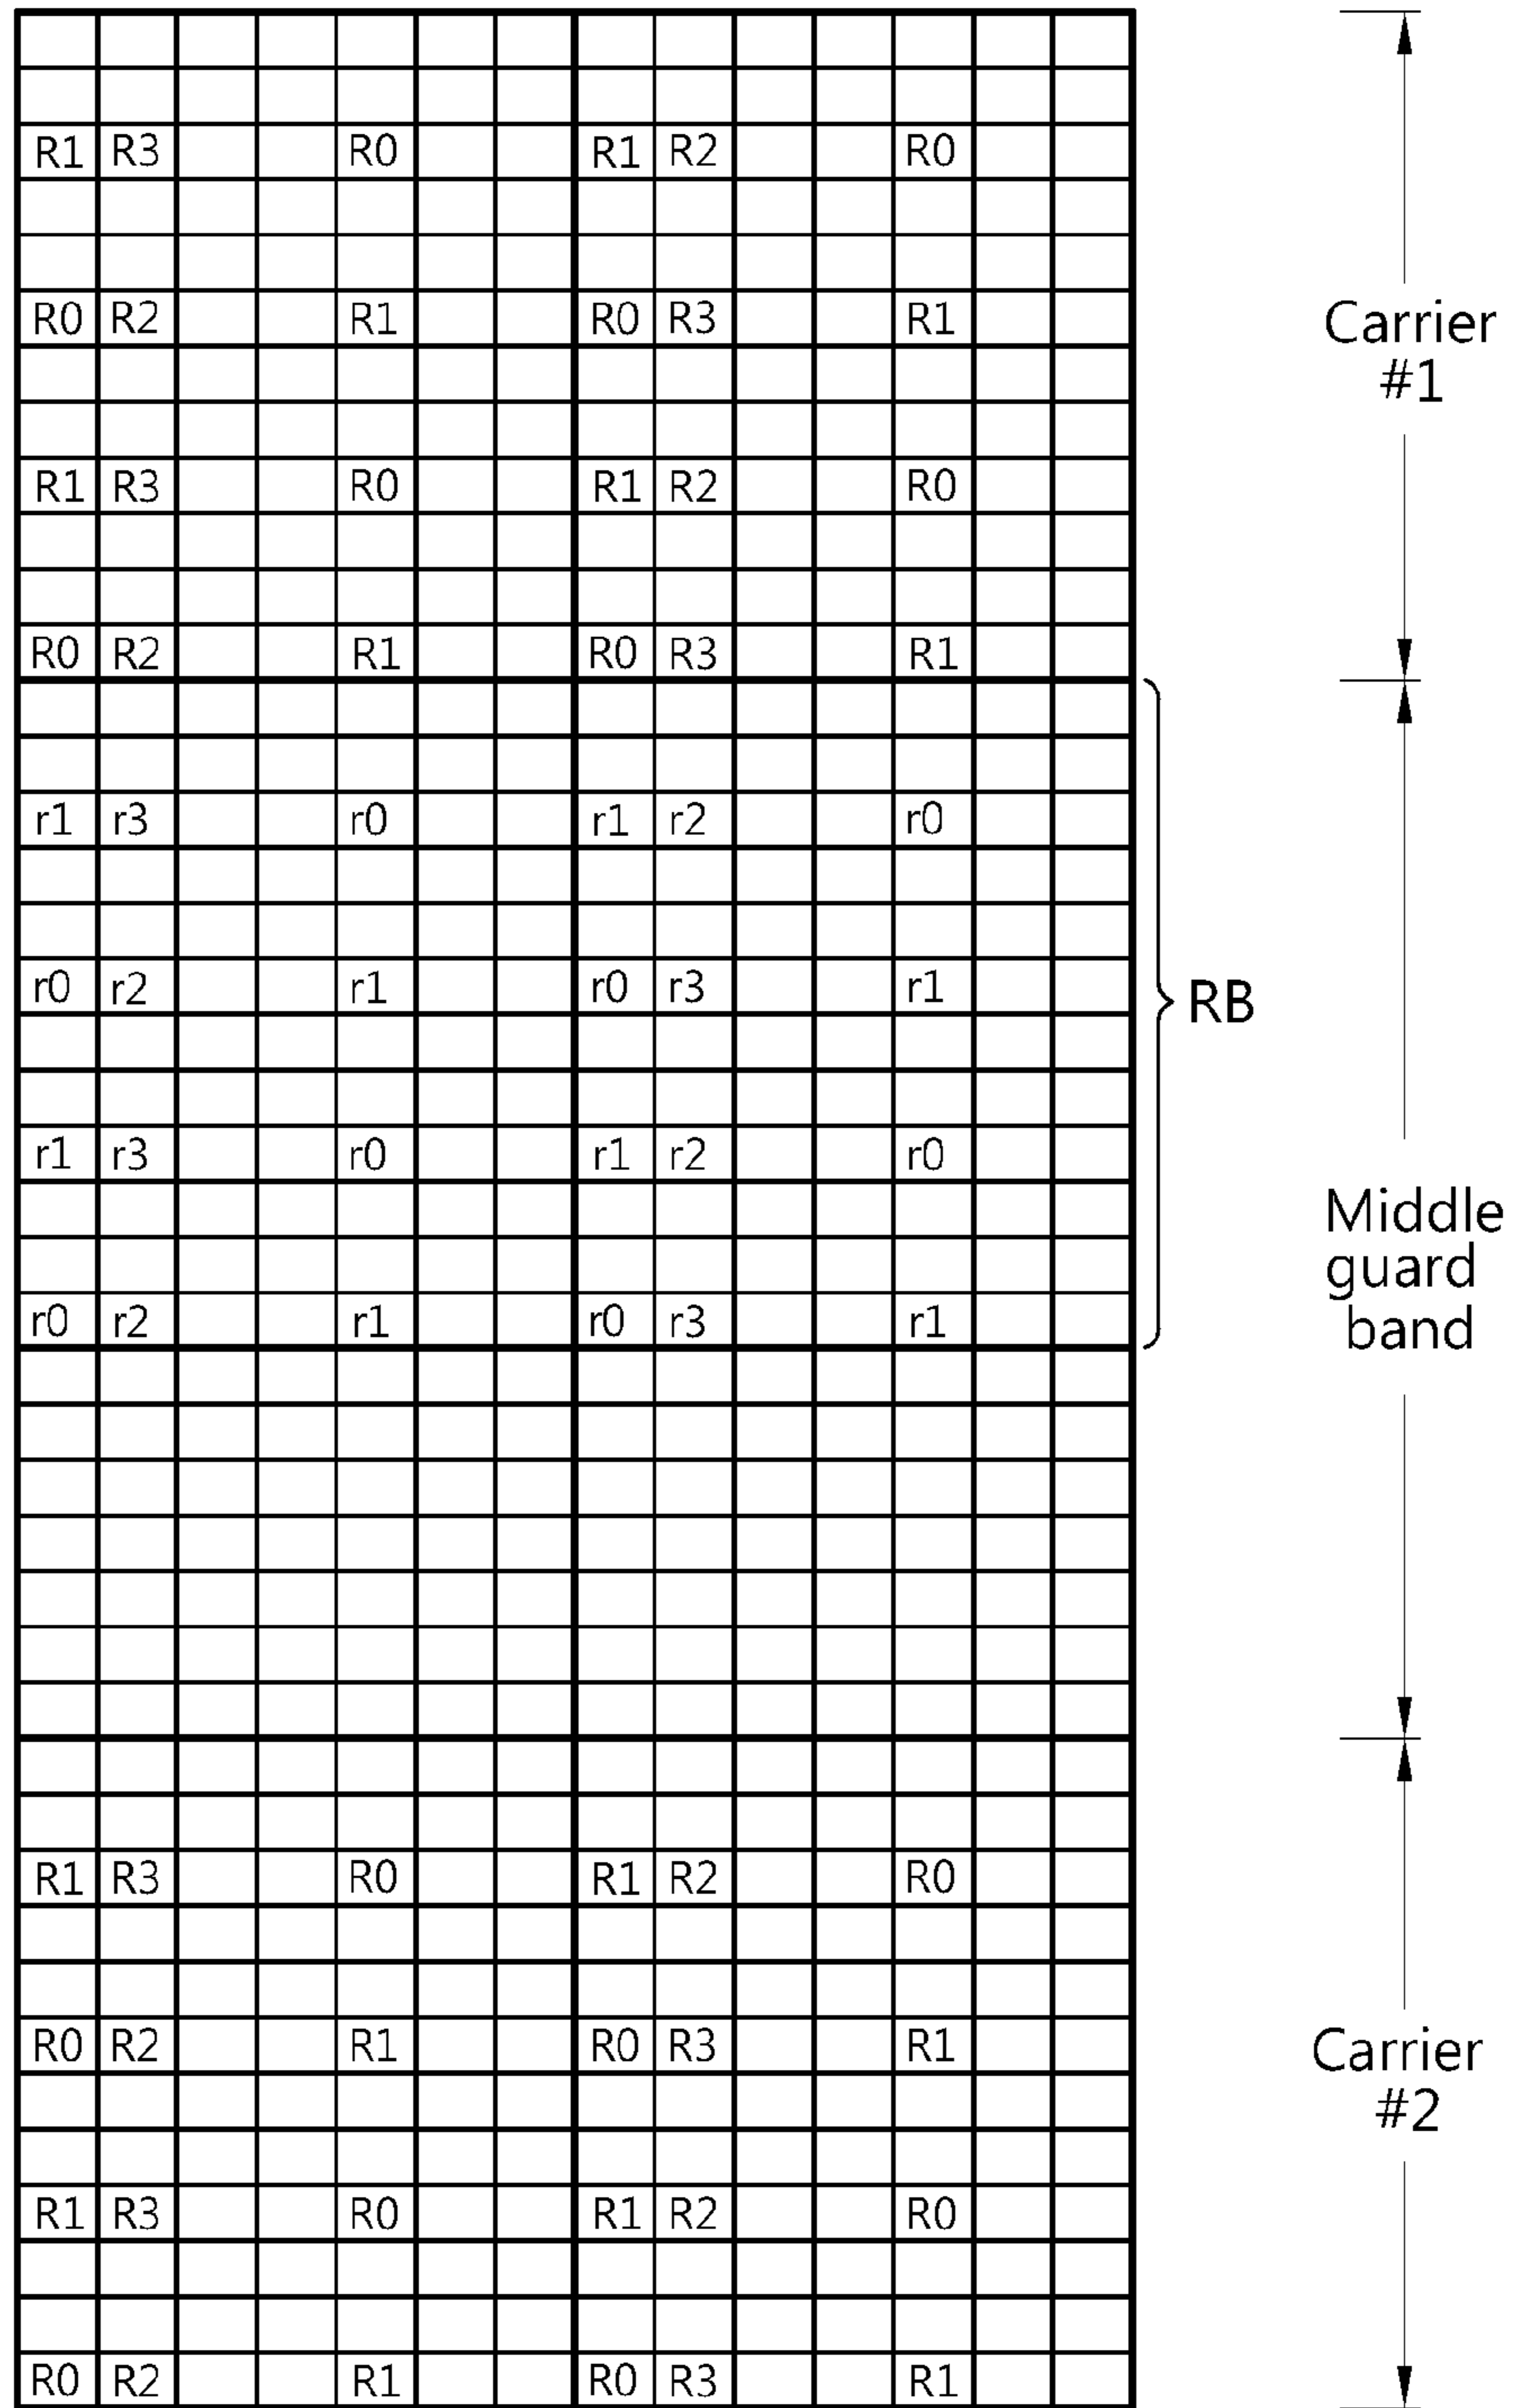 R1 R3 R0 R1 R2 R0
R0 R2 R1 R0 R3 R1
Carrier
#1
R1 R3 R0 R1 R2 R0
R0 R2 R1 R0 R3 R1
r1 r3 r0 r1 r2 r0
r0 r2 r1 r0 r3 r1
RB
r1 r3 r0 r1 r2 r0
Middle
guard
band
r0 r2 r1 r0 r3 r1
R1 R3 R0 R1 R2 R0
R0 R2 R1 R0 R3 R1
Carrier
#2
R1 R3 R0 R1 R2 R0
R0 R2 R1 R0 R3 R1